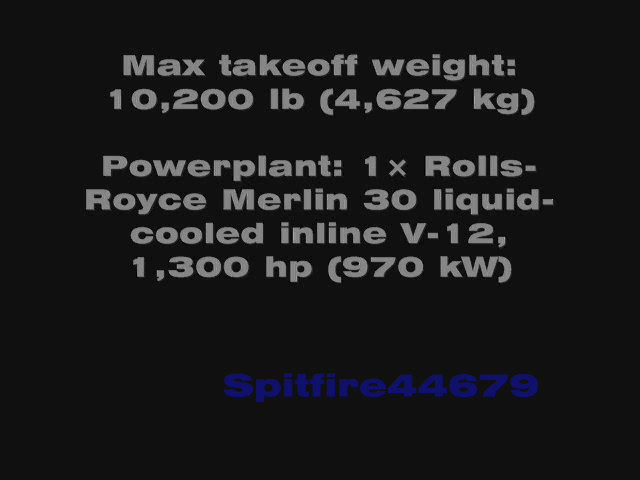 Max takeoff weight:
10,200 lb (4,627 kg)
Powerplant: 1× Rolls-
Royce Merlin 30 liquid-
cooled inline V-12,
1,300 hp (970 kW)
Spitfire44679